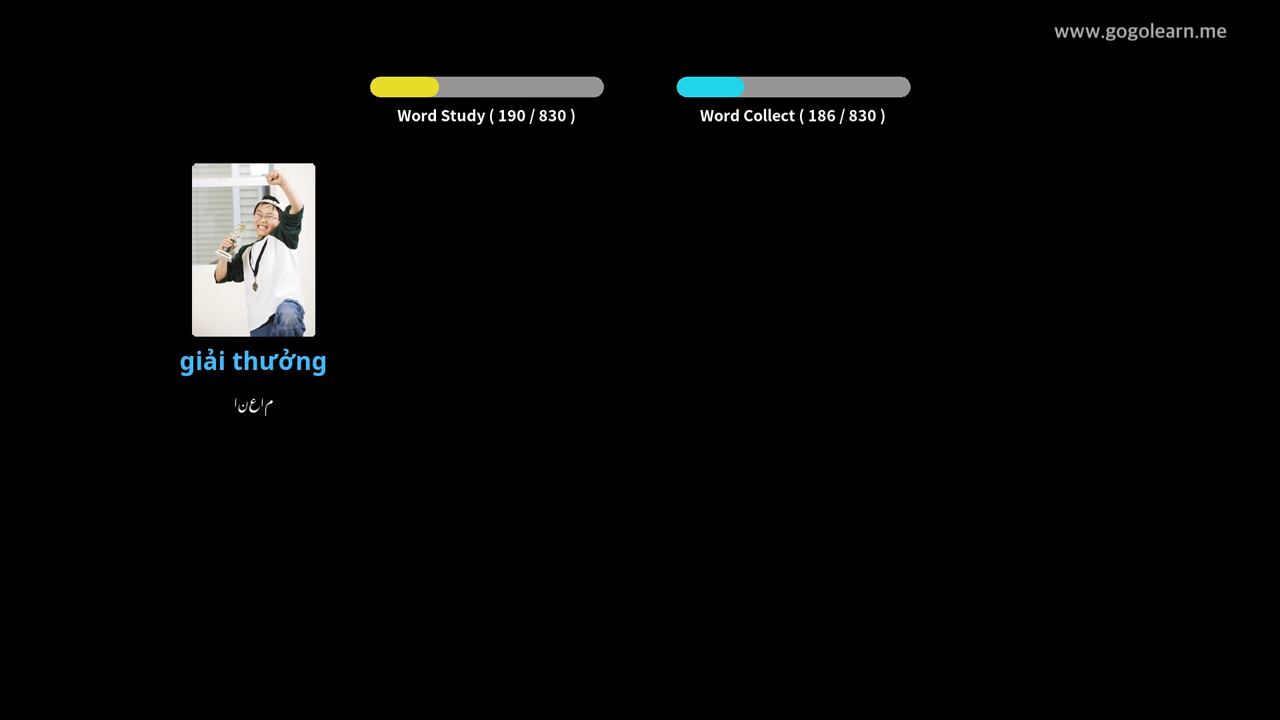 www.gogolearn.me
Word Study ( 190 / 830 )
Word Collect ( 186 / 830 )
giải thưởng
انعام